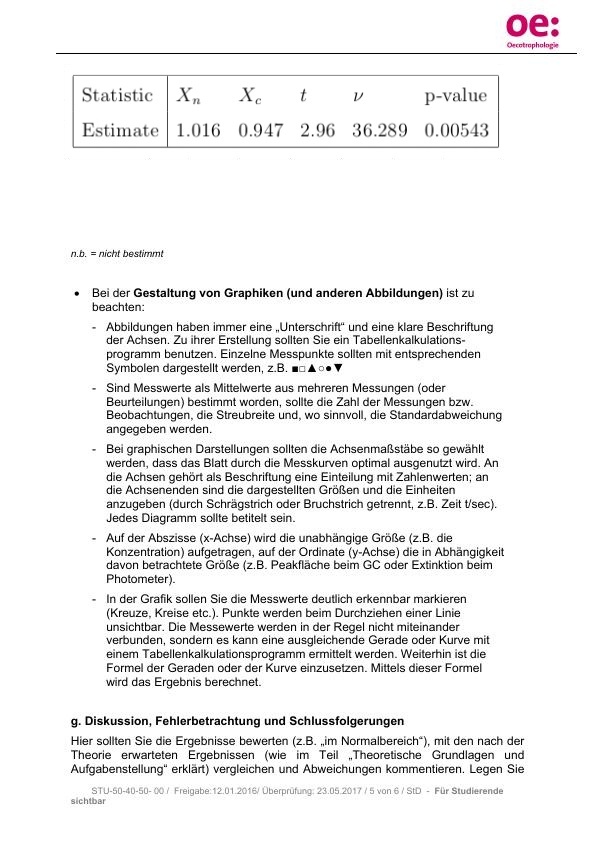 oe:
Oecotrophologie
Statistic Xn Xc t ν p-value
Estimate 1.016 0.947 2.96 36.289 0.00543
n.b. = nicht bestimmt
• Bei der Gestaltung von Graphiken (und anderen Abbildungen) ist zu
beachten:
- Abbildungen haben immer eine „Unterschrift“ und eine klare Beschriftung
der Achsen. Zu ihrer Erstellung sollten Sie ein Tabellenkalkulations-
programm benutzen. Einzelne Messpunkte sollten mit entsprechenden
Symbolen dargestellt werden, z.B. ■□▲○●▼
- Sind Messwerte als Mittelwerte aus mehreren Messungen (oder
Beurteilungen) bestimmt worden, sollte die Zahl der Messungen bzw.
Beobachtungen, die Streubreite und, wo sinnvoll, die Standardabweichung
angegeben werden.
- Bei graphischen Darstellungen sollten die Achsenmaßstäbe so gewählt
werden, dass das Blatt durch die Messkurven optimal ausgenutzt wird. An
die Achsen gehört als Beschriftung eine Einteilung mit Zahlenwerten; an
die Achsenenden sind die dargestellten Größen und die Einheiten
anzugeben (durch Schrägstrich oder Bruchstrich getrennt, z.B. Zeit t/sec).
Jedes Diagramm sollte betitelt sein.
- Auf der Abszisse (x-Achse) wird die unabhängige Größe (z.B. die
Konzentration) aufgetragen, auf der Ordinate (y-Achse) die in Abhängigkeit
davon betrachtete Größe (z.B. Peakfläche beim GC oder Extinktion beim
Photometer).
- In der Grafik sollen Sie die Messwerte deutlich erkennbar markieren
(Kreuze, Kreise etc.). Punkte werden beim Durchziehen einer Linie
unsichtbar. Die Messewerte werden in der Regel nicht miteinander
verbunden, sondern es kann eine ausgleichende Gerade oder Kurve mit
einem Tabellenkalkulationsprogramm ermittelt werden. Weiterhin ist die
Formel der Geraden oder der Kurve einzusetzen. Mittels dieser Formel
wird das Ergebnis berechnet.
g. Diskussion, Fehlerbetrachtung und Schlussfolgerungen
Hier sollten Sie die Ergebnisse bewerten (z.B. „im Normalbereich“), mit den nach der
Theorie erwarteten Ergebnissen (wie im Teil „Theoretische Grundlagen und
Aufgabenstellung“ erklärt) vergleichen und Abweichungen kommentieren. Legen Sie
STU-50-40-50- 00 / Freigabe:12.01.2016/ Überprüfung: 23.05.2017 / 5 von 6 / StD - Für Studierende
sichtbar